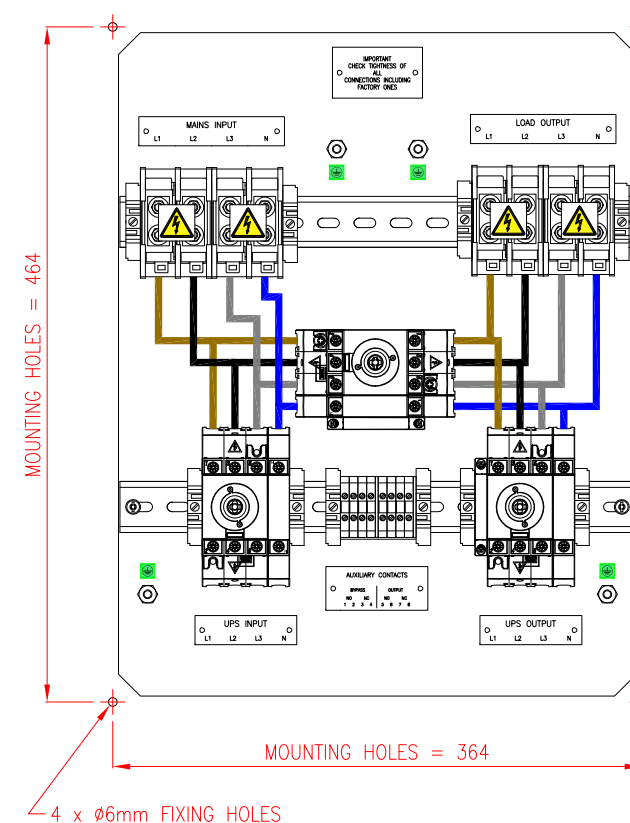 IMPORTANT
CHECK TIGHTNESS OF
ALL
CONNECTIONS INCLUDING
FACTORY ONES
MAINS INPUT
L1 L2 L3 N
LOAD OUTPUT
L1 L2 L3 N
MOUNTING HOLES = 464
AUXILIARY CONTACTS
BYPASS OUTPUT
NO NC NO NC
1 2 3 4 5 6 7 8
UPS INPUT
L1 L2 L3 N
UPS OUTPUT
L1 L2 L3 N
MOUNTING HOLES = 364
4 x Ø6mm FIXING HOLES